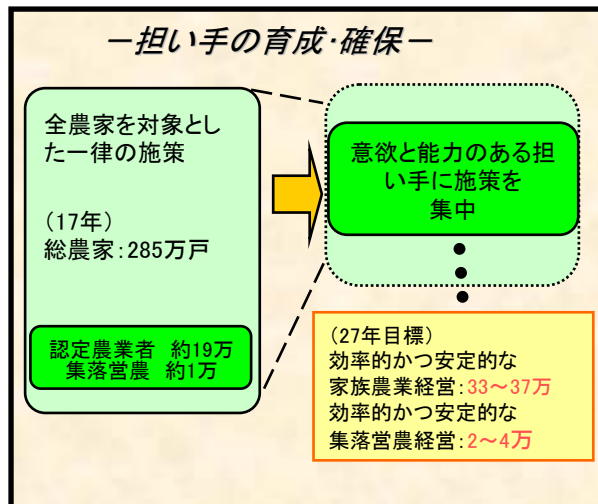 －担い手の育成・確保－
全農家を対象とし
た一律の施策
(17年)
総農家：285万戸
認定農業者　約19万
集落営農　約1万
意欲と能力のある担
い手に施策を
集中
(27年目標)
効率的かつ安定的な
家族農業経営：33～37万
効率的かつ安定的な
集落営農経営：2～4万